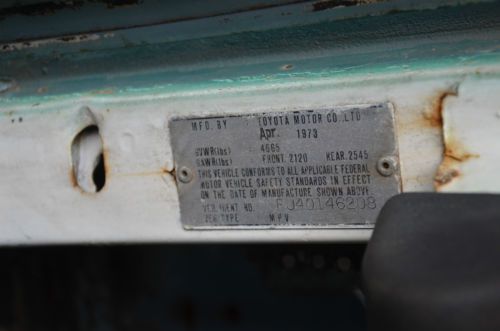 MFD. BY TOYOTA MOTOR CO., LTD.
Apr. 1973
GVWR(lbs) 4665
GAWR(lbs) FRONT.2120 REAR.2545
THIS VEHICLE CONFORMS TO ALL APPLICABLE FEDERAL
MOTOR VEHICLE SAFETY STANDARDS IN EFFECT
ON THE DATE OF MANUFACTURE SHOWN ABOVE.
VEH. IDENT NO. FJ40146208
VEH. TYPE M.P.V